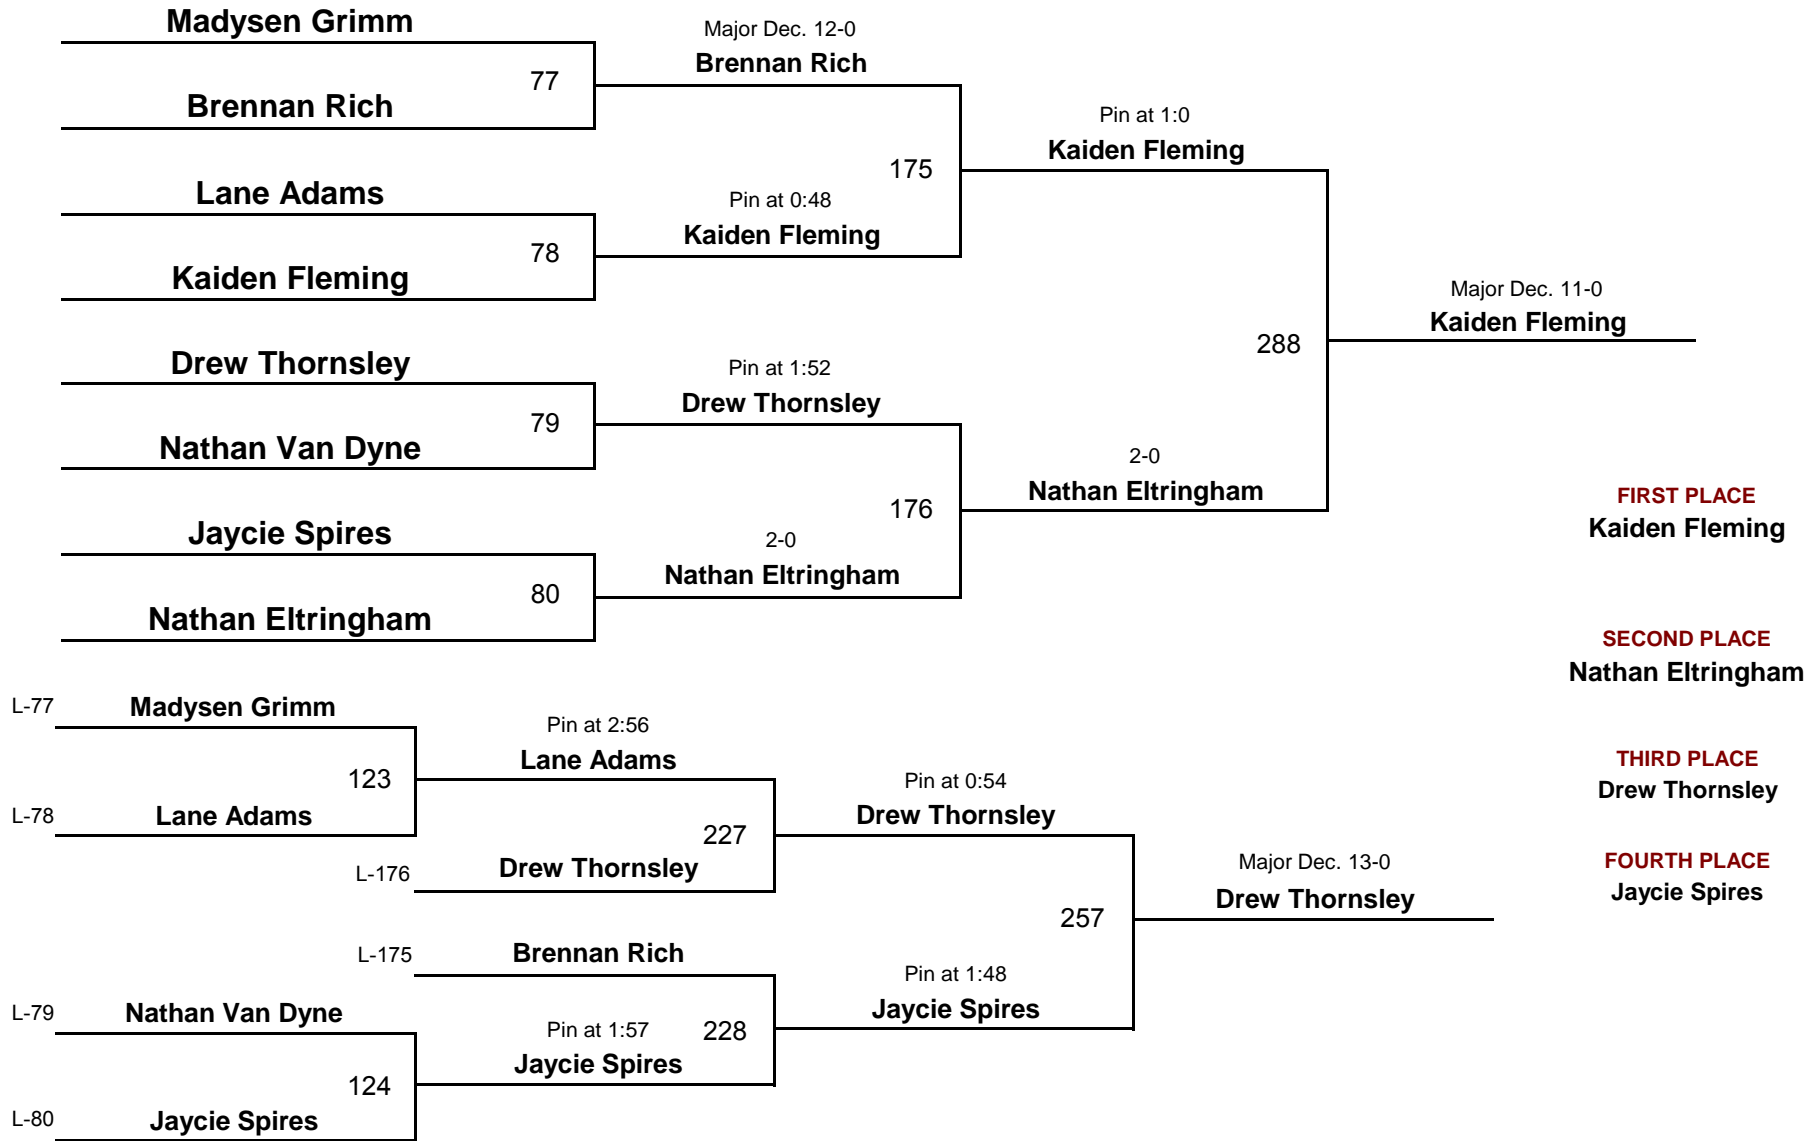 Madysen Grimm
77
Brennan Rich
Major Dec. 12-0
Brennan Rich
Lane Adams
78
Kaiden Fleming
Pin at 0:48
Kaiden Fleming
175
Pin at 1:0
Kaiden Fleming
Drew Thornsley
79
Nathan Van Dyne
Pin at 1:52
Drew Thornsley
Jaycie Spires
80
Nathan Eltringham
2-0
Nathan Eltringham
176
2-0
Nathan Eltringham
288
Major Dec. 11-0
Kaiden Fleming
FIRST PLACE
Kaiden Fleming
SECOND PLACE
Nathan Eltringham
THIRD PLACE
Drew Thornsley
FOURTH PLACE
Jaycie Spires
L-77 Madysen Grimm
123
L-78 Lane Adams
Pin at 2:56
Lane Adams
227
L-176 Drew Thornsley
Pin at 0:54
Drew Thornsley
L-175 Brennan Rich
L-79 Nathan Van Dyne
124
L-80 Jaycie Spires
Pin at 1:57
Jaycie Spires
228
Pin at 1:48
Jaycie Spires
257
Major Dec. 13-0
Drew Thornsley